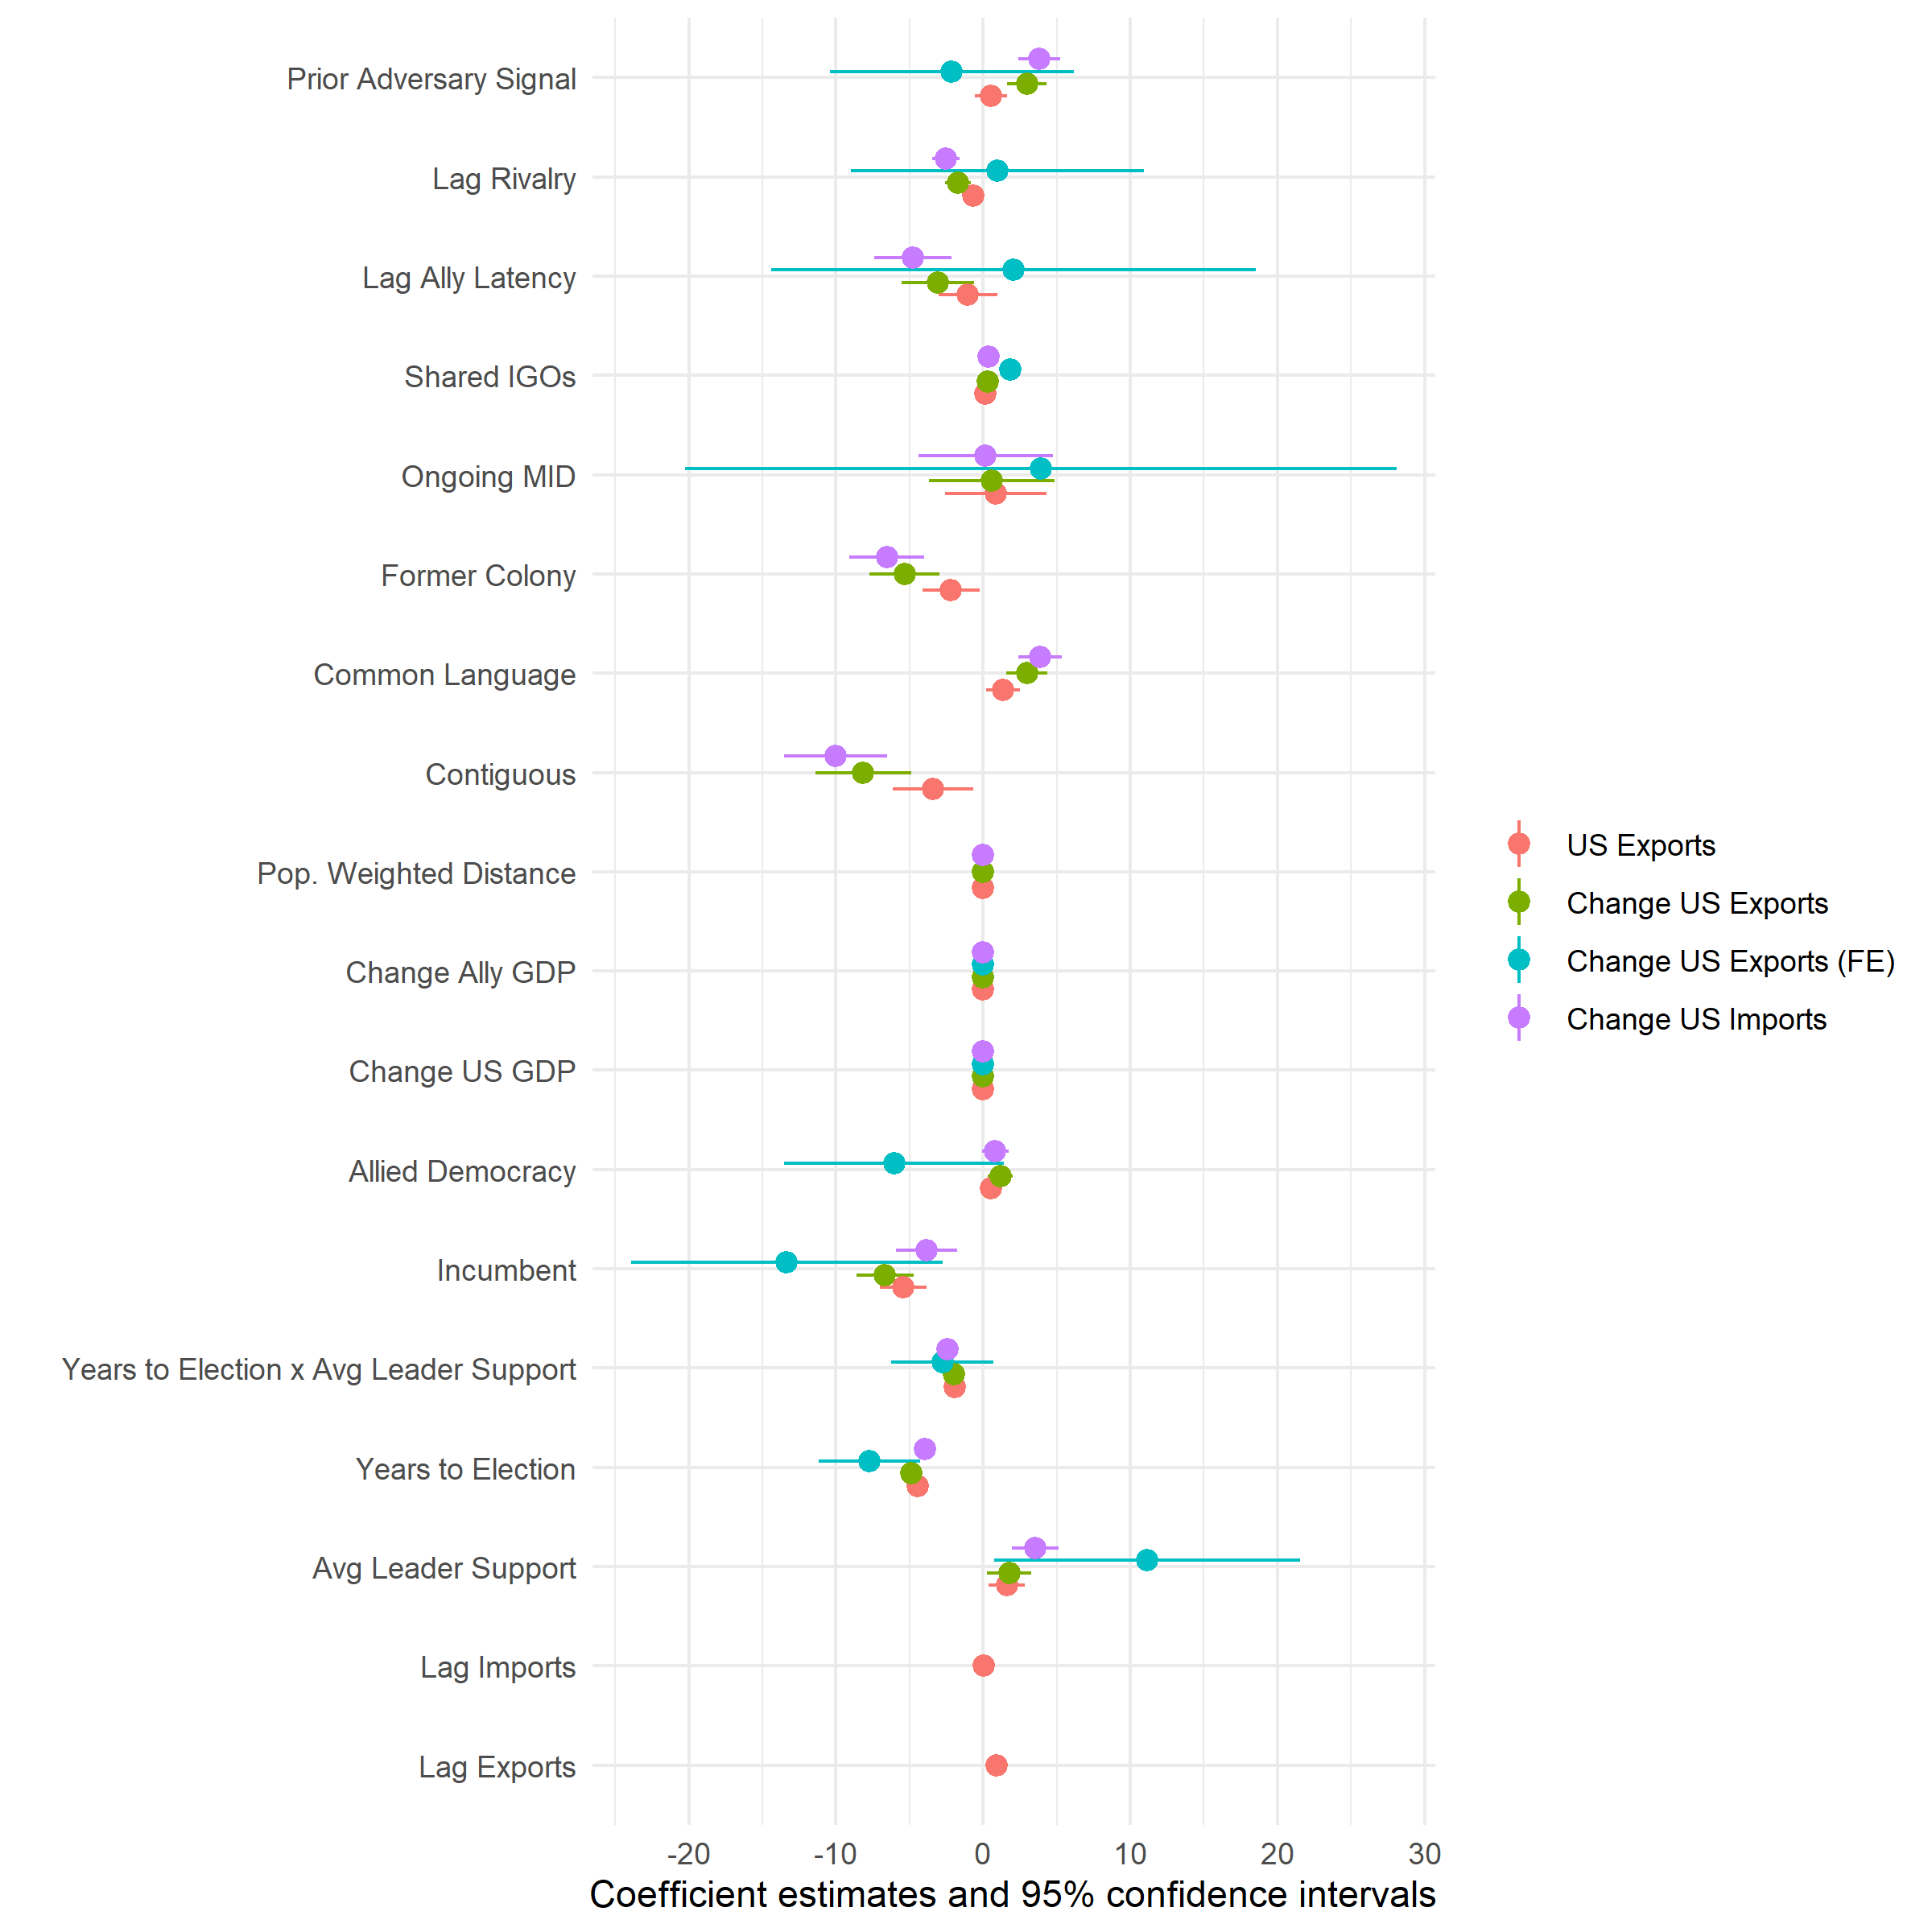 Prior Adversary Signal
Lag Rivalry
Lag Ally Latency
Shared IGOs
Ongoing MID
Former Colony
Common Language
Contiguous
Pop. Weighted Distance
Change Ally GDP
Change US GDP
Allied Democracy
Incumbent
Years to Election x Avg Leader Support
Years to Election
Avg Leader Support
Lag Imports
Lag Exports
-20 -10 0 10 20 30
Coefficient estimates and 95% confidence intervals
US Exports
Change US Exports
Change US Exports (FE)
Change US Imports